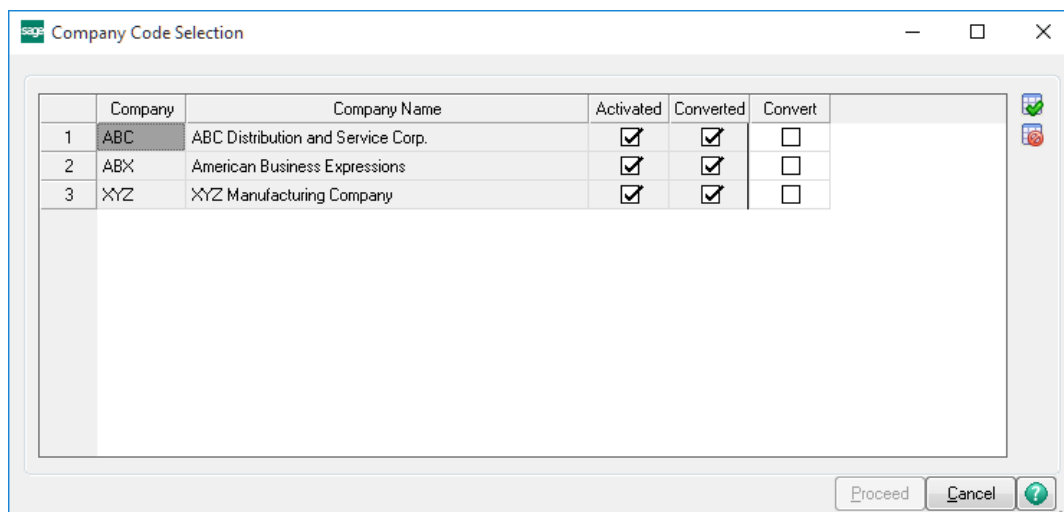 sage Company Code Selection
Company Company Name Activated Converted Convert
1 ABC ABC Distribution and Service Corp.
2 ABX American Business Expressions
3 XYZ XYZ Manufacturing Company
Proceed Cancel ?